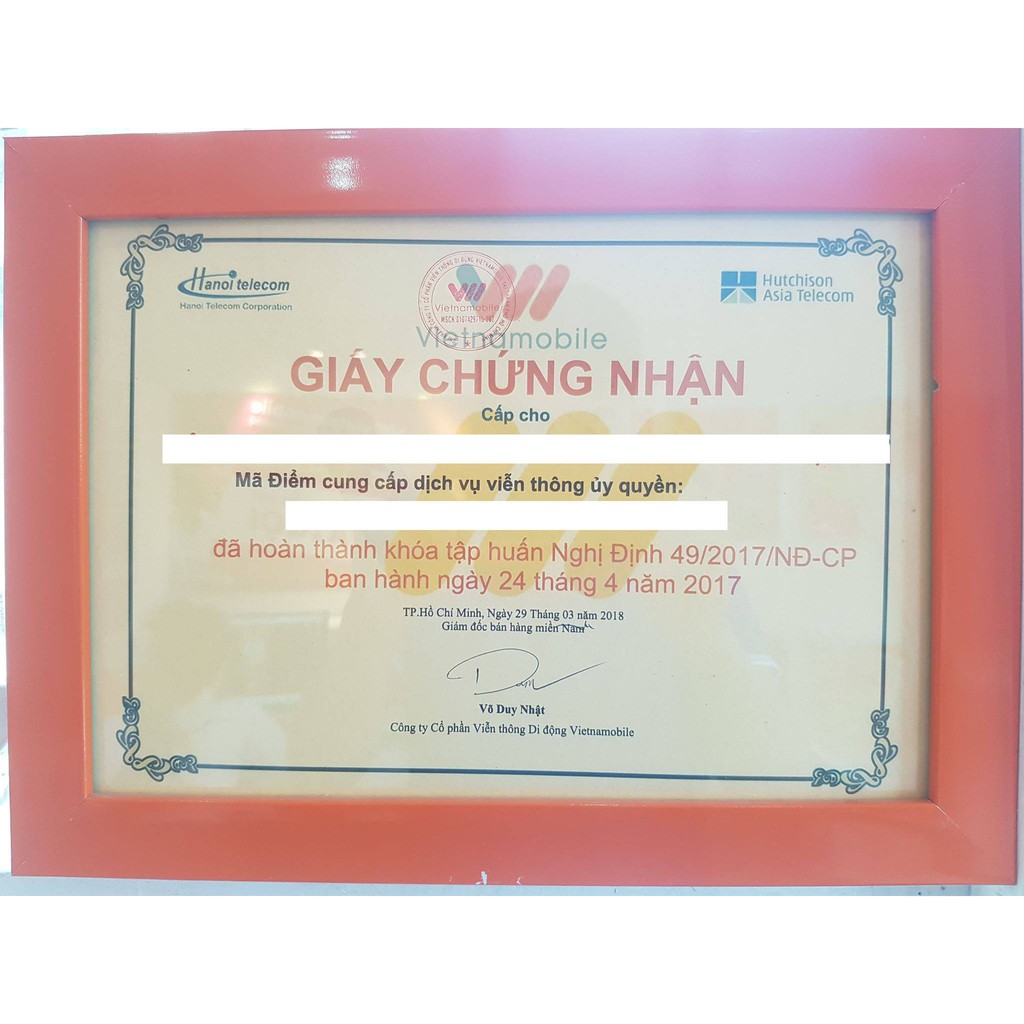 Hanoi telecom
Hanoi Telecom Corporation
Hutchison
Asia Telecom
Vietnamobile
Vietnamobile
GIẤY CHỨNG NHẬN
Cấp cho
Mã Điểm cung cấp dịch vụ viễn thông ủy quyền:
đã hoàn thành khóa tập huấn Nghị Định 49/2017/NĐ-CP
ban hành ngày 24 tháng 4 năm 2017
TP.Hồ Chí Minh, Ngày 29 Tháng 03 năm 2018
Giám đốc bán hàng miền Nam
Võ Duy Nhật
Công ty Cổ phần Viễn thông Di động Vietnamobile